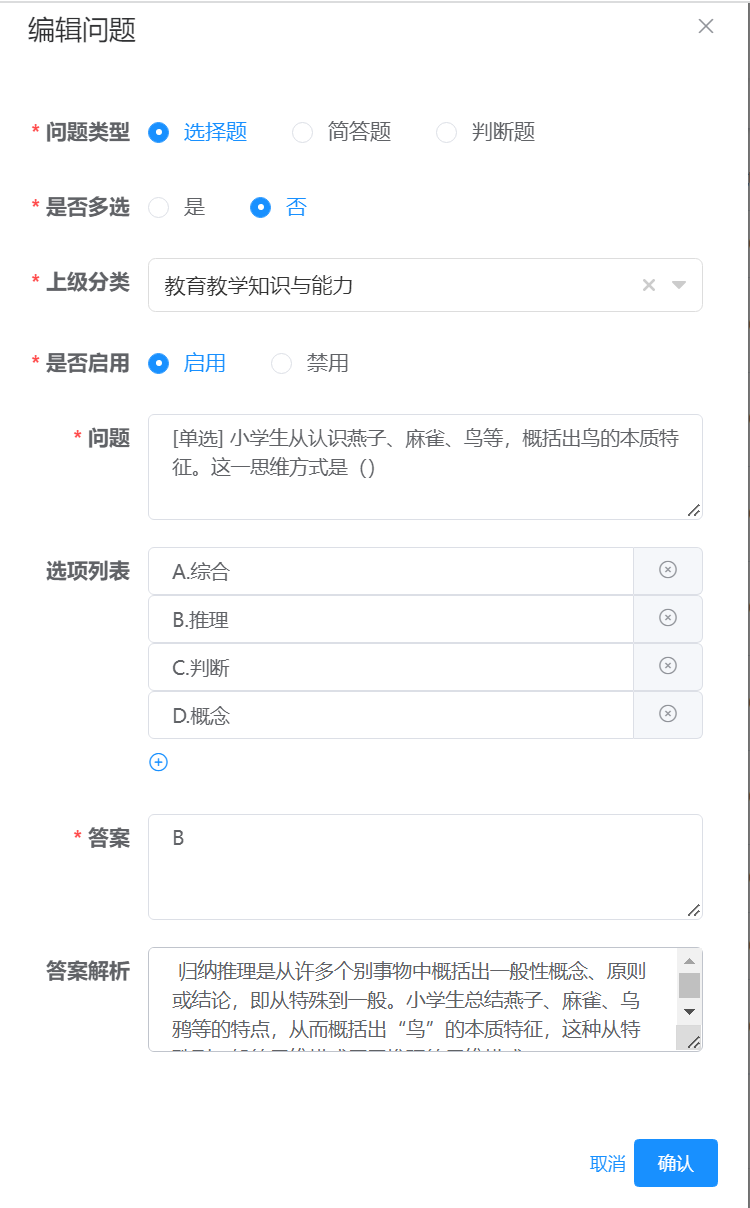 编辑问题
* 问题类型 选择题 简答题 判断题
* 是否多选 是 否
* 上级分类 教育教学知识与能力
* 是否启用 启用 禁用
* 问题 [单选] 小学生从认识燕子、麻雀、鸟等，概括出鸟的本质特
征。这一思维方式是（）
选项列表 A.综合
B.推理
C.判断
D.概念
* 答案 B
答案解析 归纳推理是从许多个别事物中概括出一般性概念、原则
或结论，即从特殊到一般。小学生总结燕子、麻雀、乌
鸦等的特点，从而概括出“鸟”的本质特征，这种从特
取消 确认